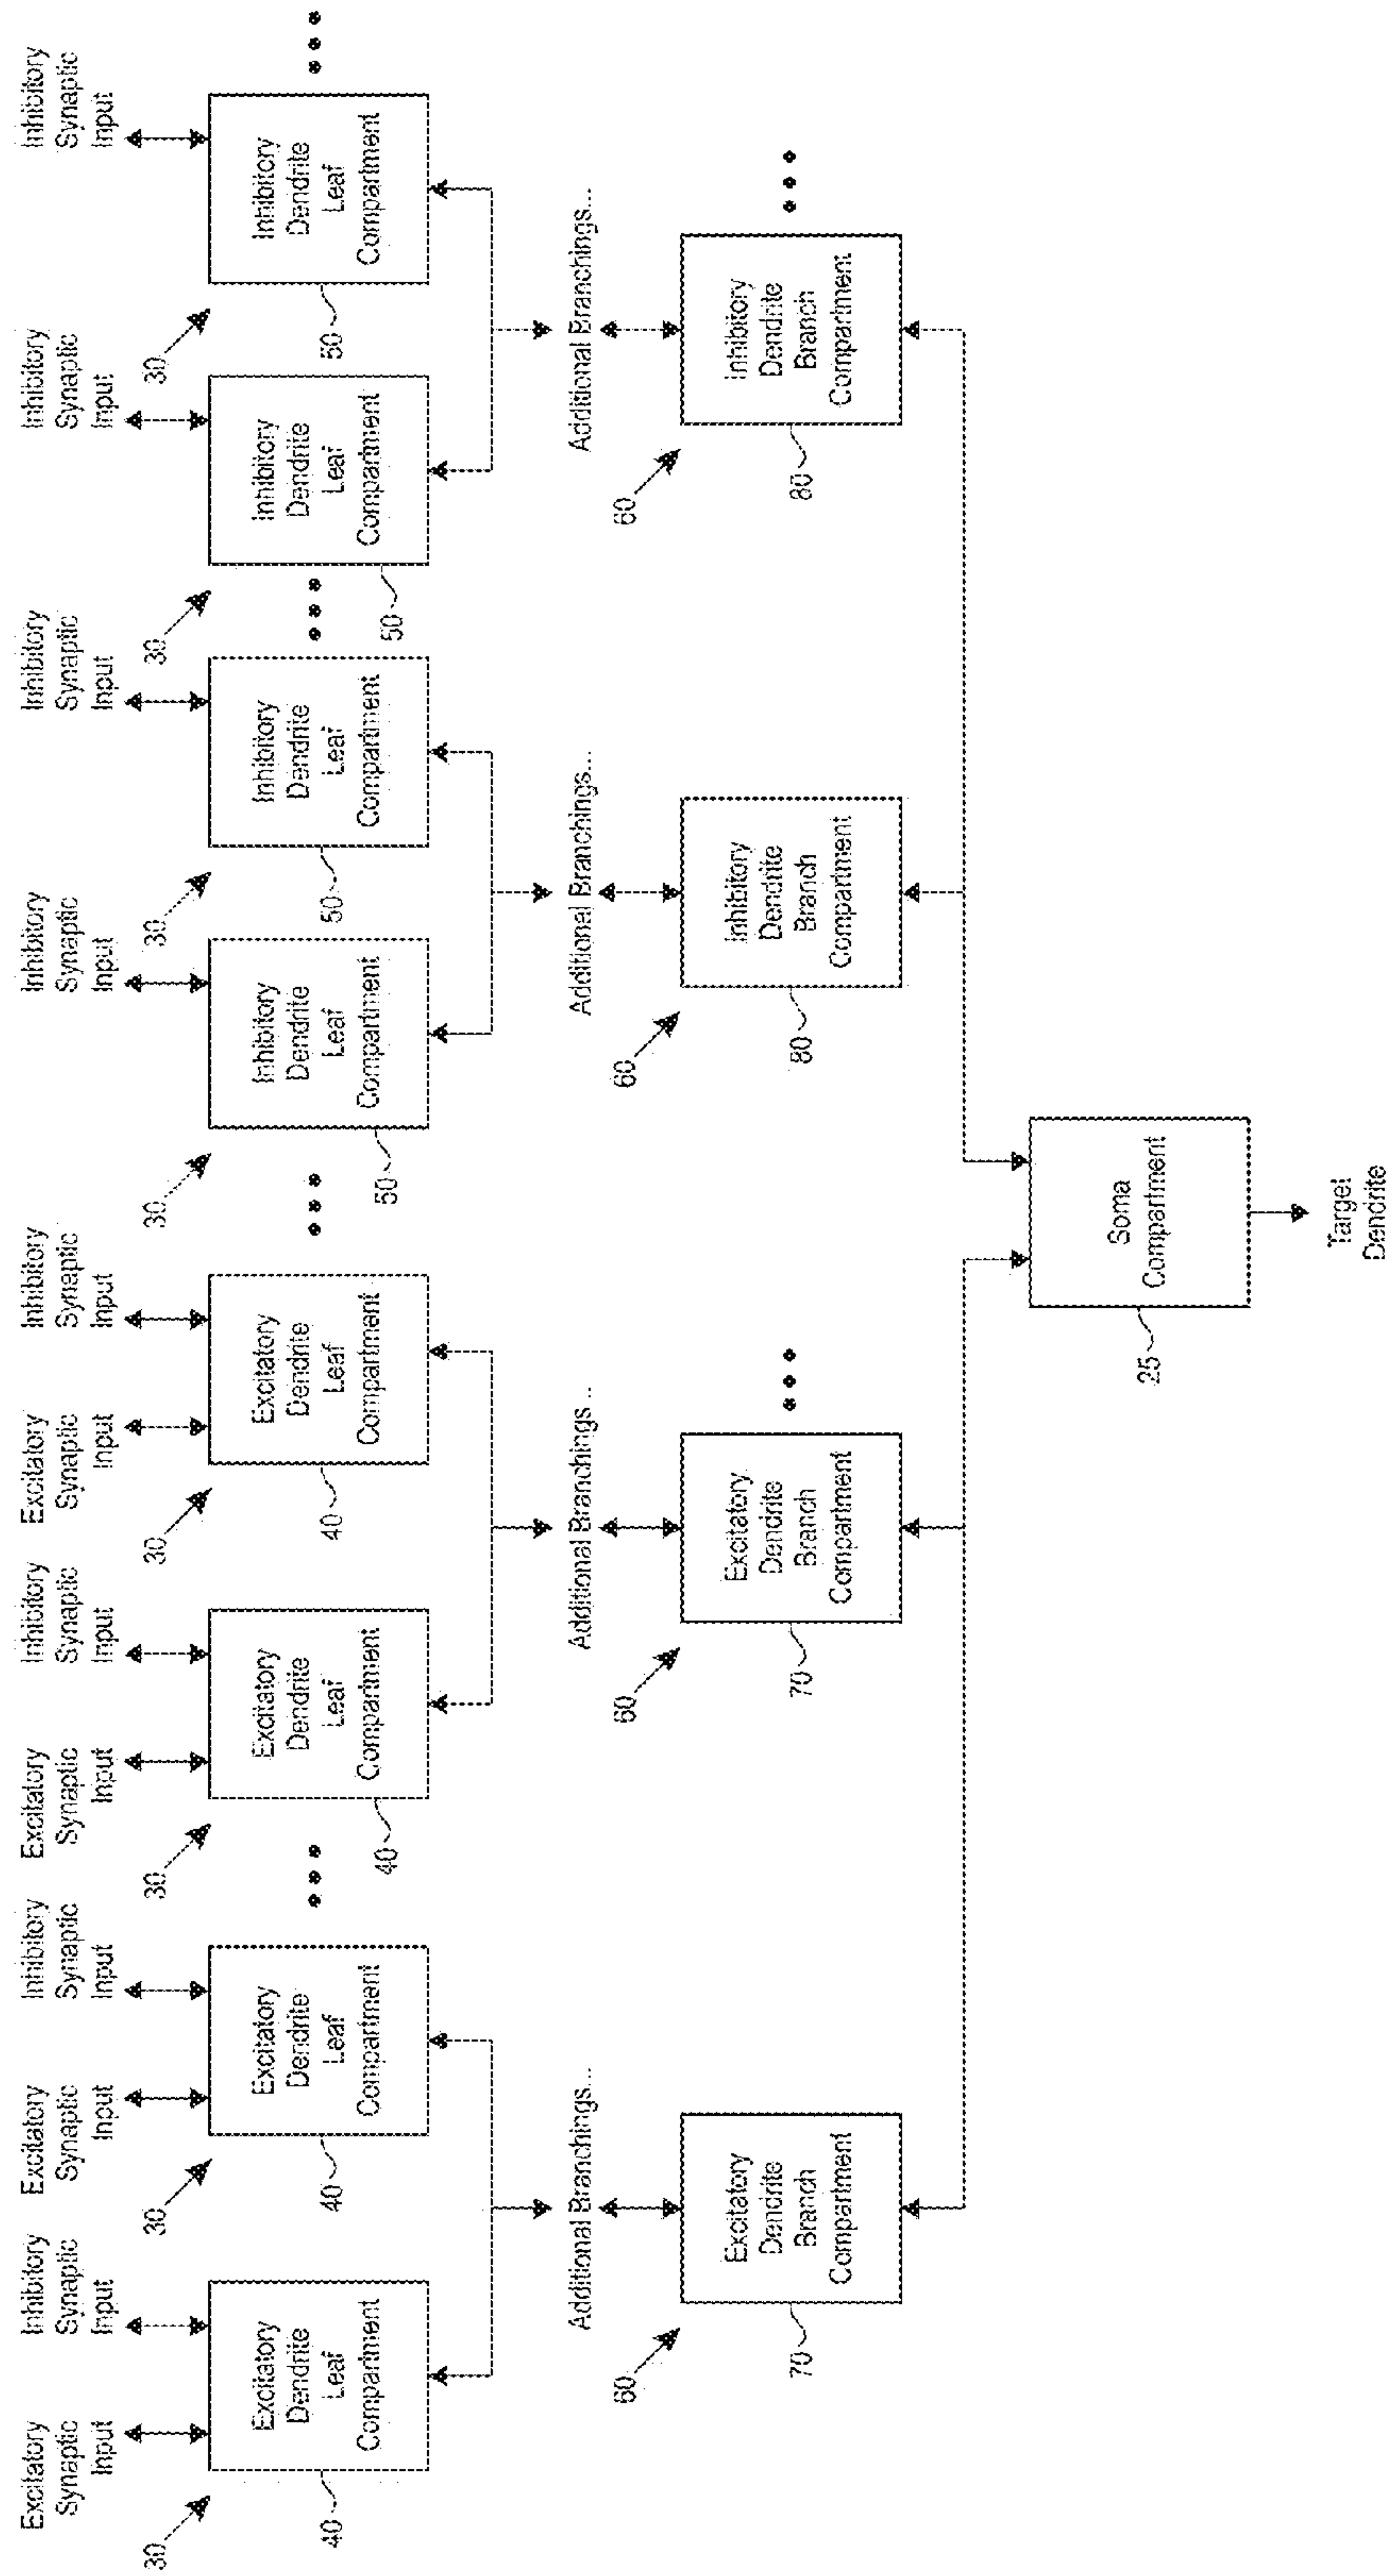 Excitatory
Synaptic
Input
Inhibitory
Synaptic
Input
Excitatory
Synaptic
Input
Inhibitory
Synaptic
Input
Excitatory
Synaptic
Input
Inhibitory
Synaptic
Input
Excitatory
Synaptic
Input
Inhibitory
Synaptic
Input
Inhibitory
Synaptic
Input
Inhibitory
Synaptic
Input
Inhibitory
Synaptic
Input
Inhibitory
Synaptic
Input
30
Excitatory
Dendrite
Leaf
Compartment
40
30
Excitatory
Dendrite
Leaf
Compartment
40
30
Excitatory
Dendrite
Leaf
Compartment
40
30
Excitatory
Dendrite
Leaf
Compartment
40
30
Inhibitory
Dendrite
Leaf
Compartment
50
30
Inhibitory
Dendrite
Leaf
Compartment
50
30
Inhibitory
Dendrite
Leaf
Compartment
50
30
Inhibitory
Dendrite
Leaf
Compartment
50
Additional Branchings...
Additional Branchings...
Additional Branchings...
Additional Branchings...
60
Excitatory
Dendrite
Branch
Compartment
70
60
Excitatory
Dendrite
Branch
Compartment
70
60
Inhibitory
Dendrite
Branch
Compartment
80
60
Inhibitory
Dendrite
Branch
Compartment
80
Soma
Compartment
25
Target
Dendrite